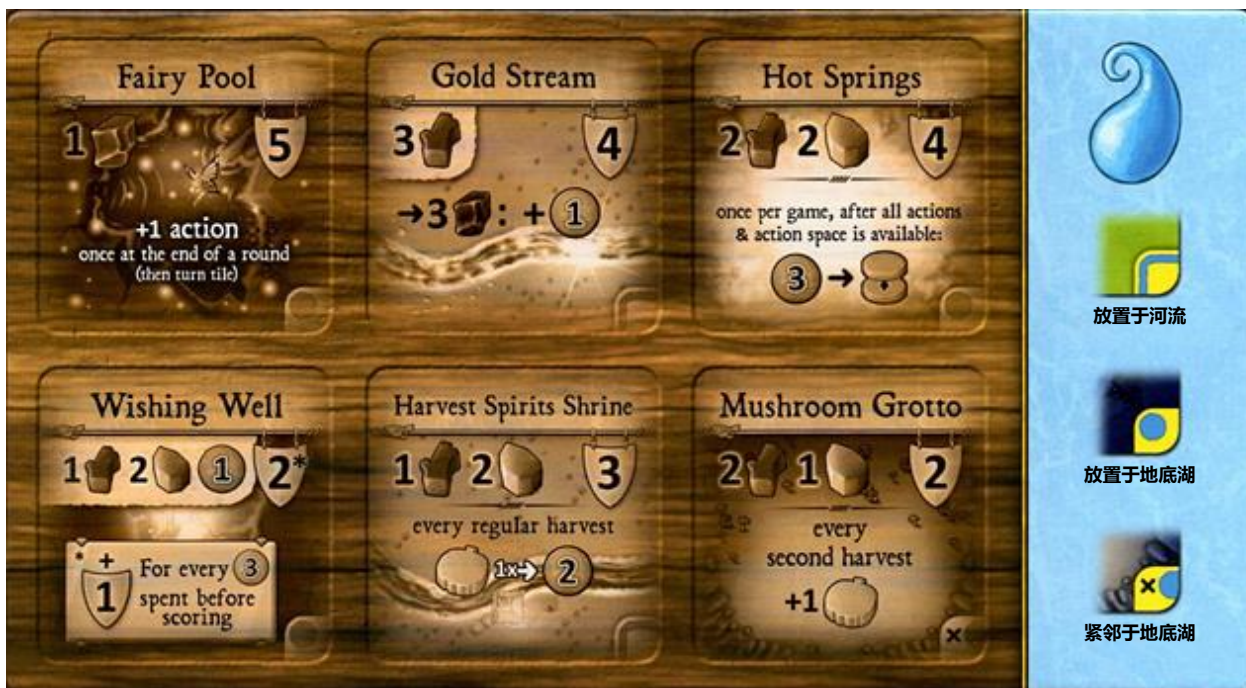 Fairy Pool
1 5
+1 action
once at the end of a round
(then turn tile)
Gold Stream
3 4
→3 : + 1
Hot Springs
2 2 4
once per game, after all actions
& action space is available:
3 →
Wishing Well
1 2 1 2*
* + 1
For every 3
spent before
scoring
Harvest Spirits Shrine
1 2 3
every regular harvest
1x→ 2
Mushroom Grotto
2 1 2
every
second harvest
+1
×
放置于河流
放置于地底湖
×
紧邻于地底湖